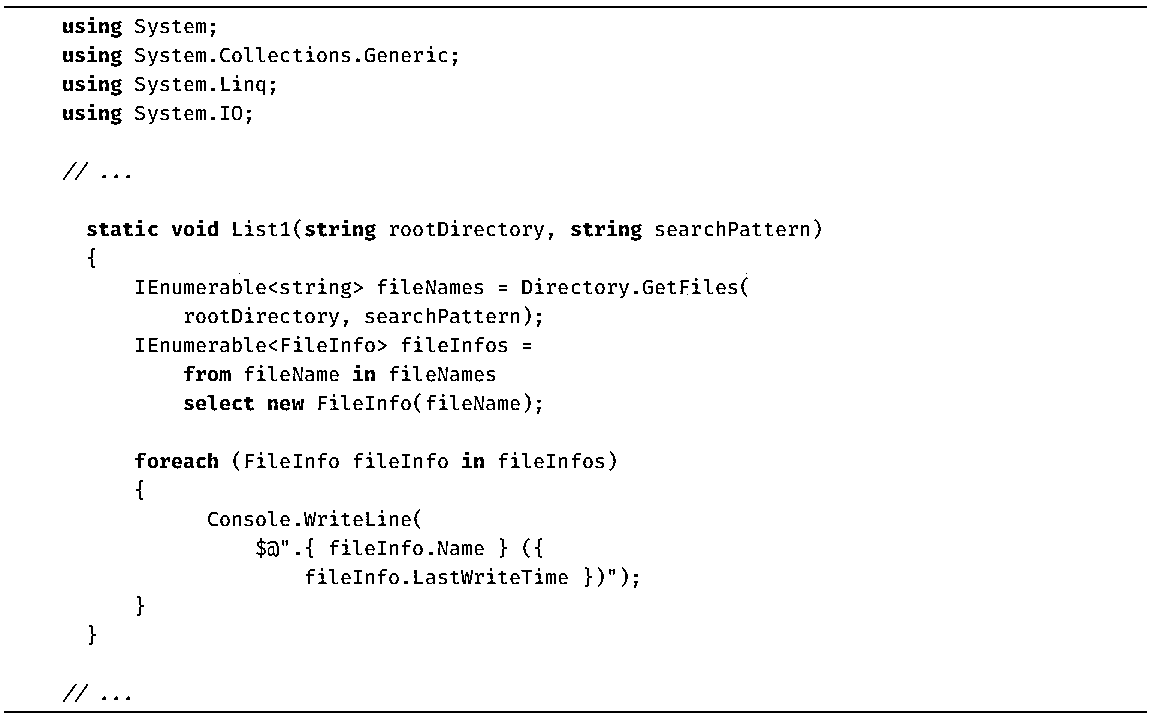 using System;
using System.Collections.Generic;
using System.Linq;
using System.IO;
// ...
static void List1(string rootDirectory, string searchPattern)
{
IEnumerable<string> fileNames = Directory.GetFiles(
rootDirectory, searchPattern);
IEnumerable<FileInfo> fileInfos =
from fileName in fileNames
select new FileInfo(fileName);
foreach (FileInfo fileInfo in fileInfos)
{
Console.WriteLine(
$@".{ fileInfo.Name } ({
fileInfo.LastWriteTime })");
}
}
// ...